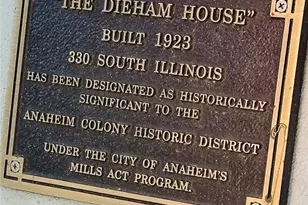 "THE DIEHAM HOUSE"
BUILT 1923
330 SOUTH ILLINOIS
HAS BEEN DESIGNATED AS HISTORICALLY
SIGNIFICANT TO THE
ANAHEIM COLONY HISTORIC DISTRICT
UNDER THE CITY OF ANAHEIM'S
MILLS ACT PROGRAM.